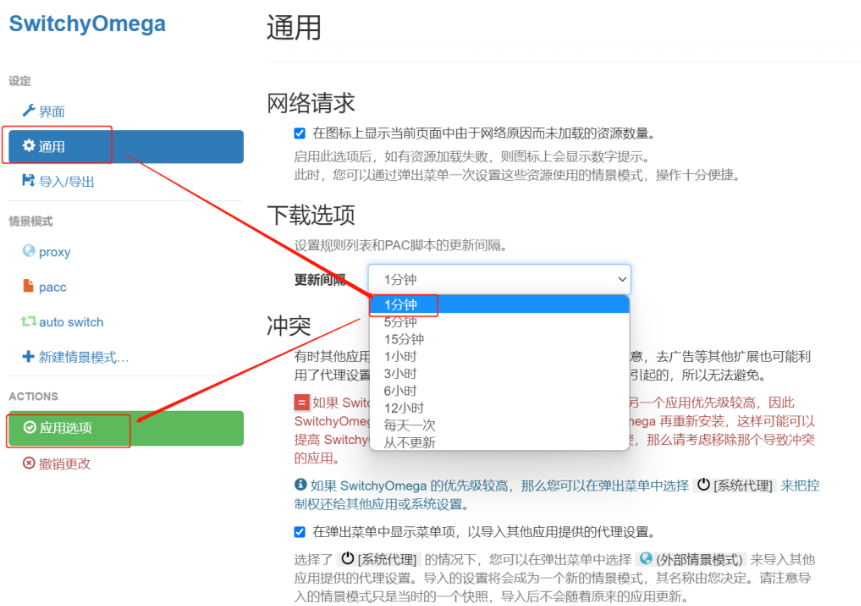 SwitchyOmega
设定
界面
通用
导入/导出
情景模式
proxy
pacc
auto switch
新建情景模式...
ACTIONS
应用选项
撤销更改
通用
网络请求
在图标上显示当前页面中由于网络原因而未加载的资源数量。
启用此选项后，如有资源加载失败，则图标上会显示数字提示。
此时，您可以通过弹出菜单一次设置这些资源使用的情景模式，操作十分便捷。
下载选项
设置规则列表和PAC脚本的更新间隔。
更新间隔 1分钟
1分钟
5分钟
15分钟
1小时
3小时
6小时
12小时
每天一次
从不更新
冲突
有时其他应用 意，去广告等其他扩展也可能利
用了代理设置 引起的，所以无法避免。
= 如果 Switc 另一个应用优先级较高，因此
SwitchyOmeg mega 再重新安装，这样可能可以
提高 Switchy 那么请考虑移除那个导致冲突
的应用。
如果 SwitchyOmega 的优先级较高，那么您可以在弹出菜单中选择 [系统代理] 来把控
制权还给其他应用或系统设置。
在弹出菜单中显示菜单项，以导入其他应用提供的代理设置。
选择了 [系统代理] 的情况下，您可以在弹出菜单中选择 (外部情景模式) 来导入其他
应用提供的代理设置。导入的设置将会成为一个新的情景模式，其名称由您决定。请注意导
入的情景模式只是当时的一个快照，导入后不会随着原来的应用更新。